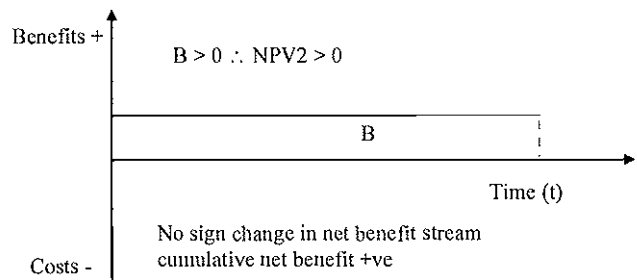 Benefits +
B > 0 ∴ NPV2 > 0
B
Time (t)
No sign change in net benefit stream
cumulative net benefit +ve
Costs -